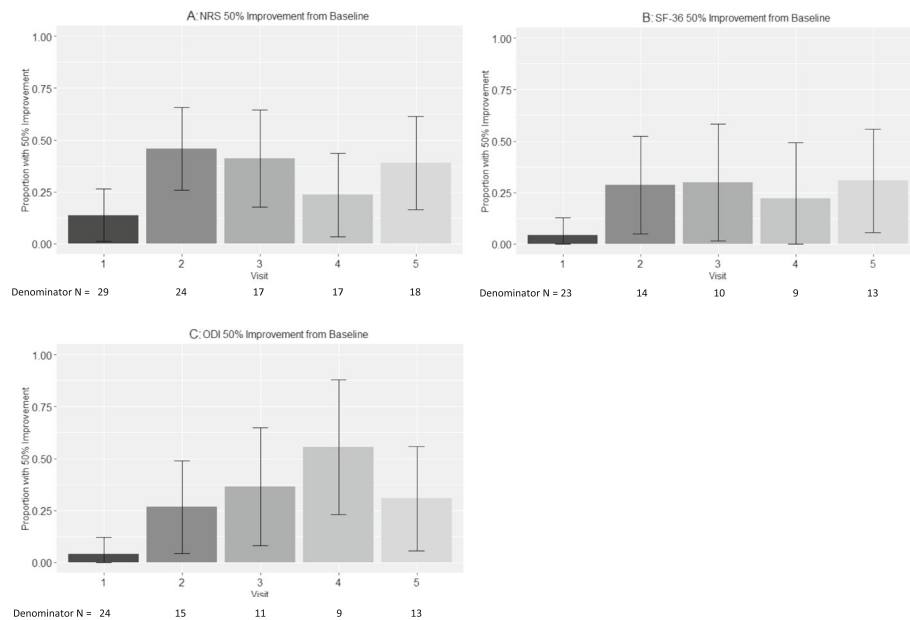 A: NRS 50% Improvement from Baseline
Proportion with 50% Improvement
1.00
0.75
0.50
0.25
0.00
1 2 3 4 5
Visit
Denominator N = 29 24 17 17 18
B: SF-36 50% Improvement from Baseline
Proportion with 50% Improvement
1.00
0.75
0.50
0.25
0.00
1 2 3 4 5
Visit
Denominator N = 23 14 10 9 13
C: ODI 50% Improvement from Baseline
Proportion with 50% Improvement
1.00
0.75
0.50
0.25
0.00
1 2 3 4 5
Visit
Denominator N = 24 15 11 9 13